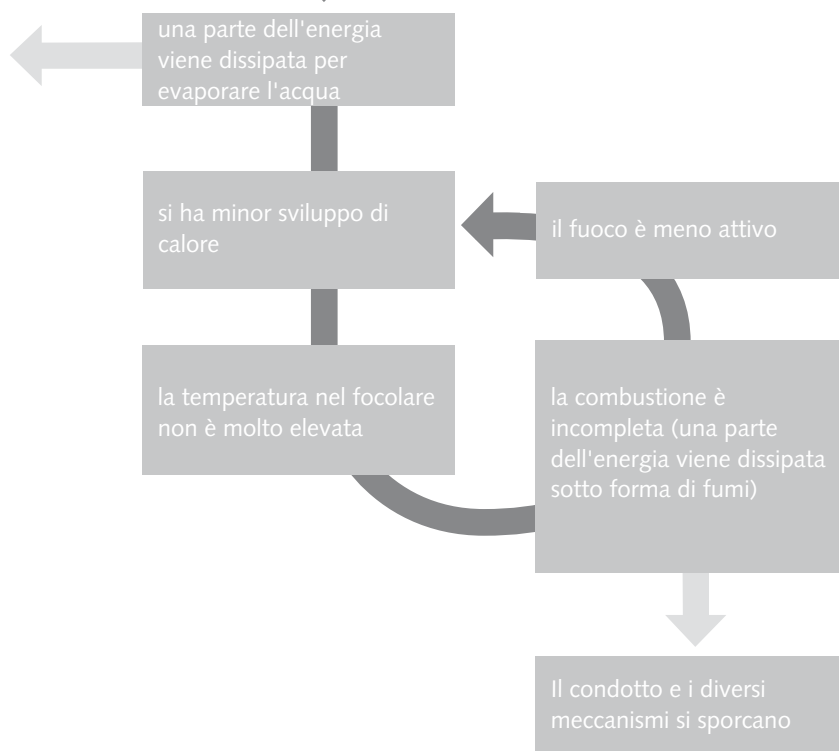 una parte dell'energia
viene dissipata per
evaporare l'acqua
si ha minor sviluppo di
calore
il fuoco è meno attivo
la temperatura nel focolare
non è molto elevata
la combustione è
incompleta (una parte
dell'energia viene dissipata
sotto forma di fumi)
Il condotto e i diversi
meccanismi si sporcano